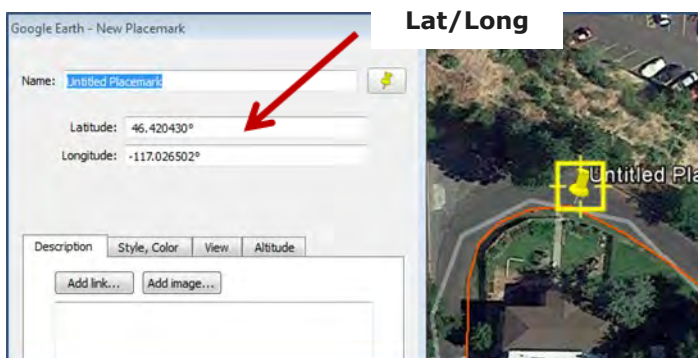 Lat/Long
Google Earth - New Placemark
Name: Untitled Placemark
Latitude: 46.420430°
Longitude: -117.026502°
Untitled Pla
Description Style, Color View Altitude
Add link... Add image...